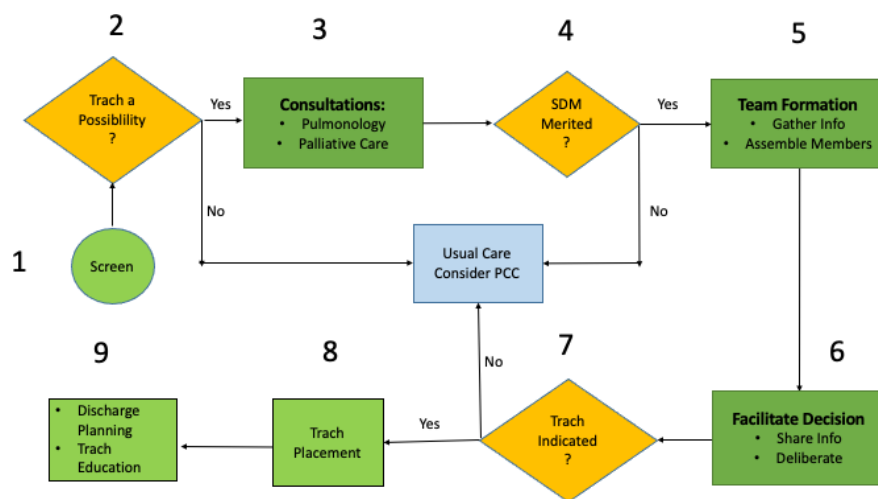 1
Screen
2
Trach a
Possiblility
?
Yes
No
3
Consultations:
• Pulmonology
• Palliative Care
4
SDM
Merited
?
Yes
No
5
Team Formation
• Gather Info
• Assemble Members
Usual Care
Consider PCC
6
Facilitate Decision
• Share Info
• Deliberate
7
Trach
Indicated
?
No
Yes
8
Trach
Placement
9
• Discharge
Planning
• Trach
Education